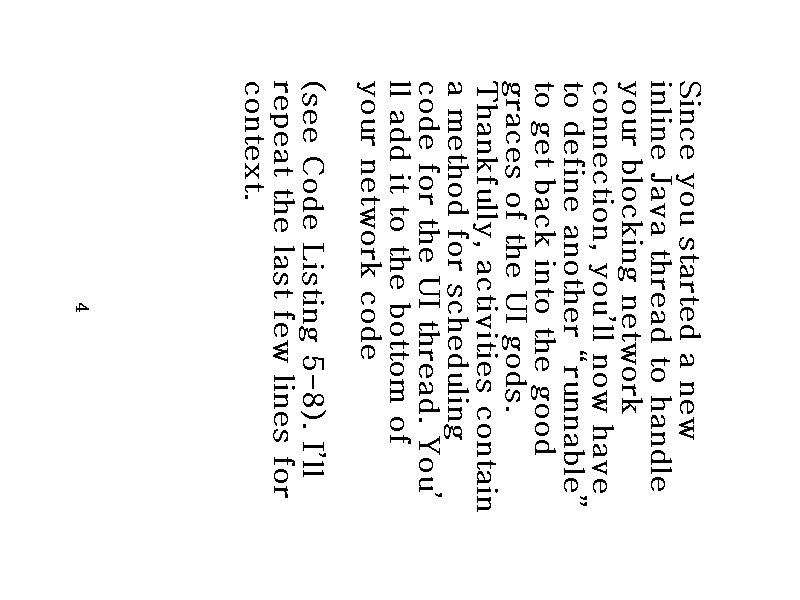 Since you started a new
inline Java thread to handle
your blocking network
connection, you’ll now have
to define another “runnable”
to get back into the good
graces of the UI gods.
Thankfully, activities contain
a method for scheduling
code for the UI thread. You’
ll add it to the bottom of
your network code
(see Code Listing 5–8). I’ll
repeat the last few lines for
context.
4